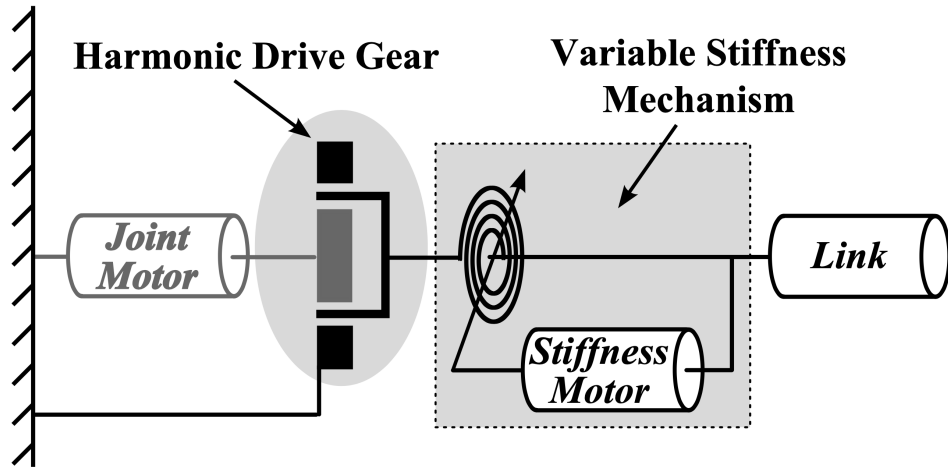 Harmonic Drive Gear
Variable Stiffness
Mechanism
Joint
Motor
Link
Stiffness
Motor